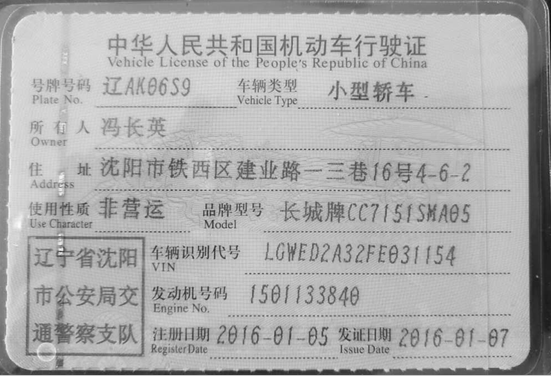 中华人民共和国机动车行驶证
Vehicle License of the People's Republic of China
号牌号码 辽AK06S9 车辆类型 小型轿车
Plate No. Vehicle Type
所有人 冯长英
Owner
住址 沈阳市铁西区建业路一三巷16号4-6-2
Address
使用性质 非营运 品牌型号 长城牌CC7151SMA05
Use Character Model
辽宁省沈阳
市公安局交
通警察支队
车辆识别代号 LGWED2A32FE031154
VIN
发动机号码 1501133840
Engine No.
注册日期 2016-01-05 发证日期 2016-01-07
Register Date Issue Date